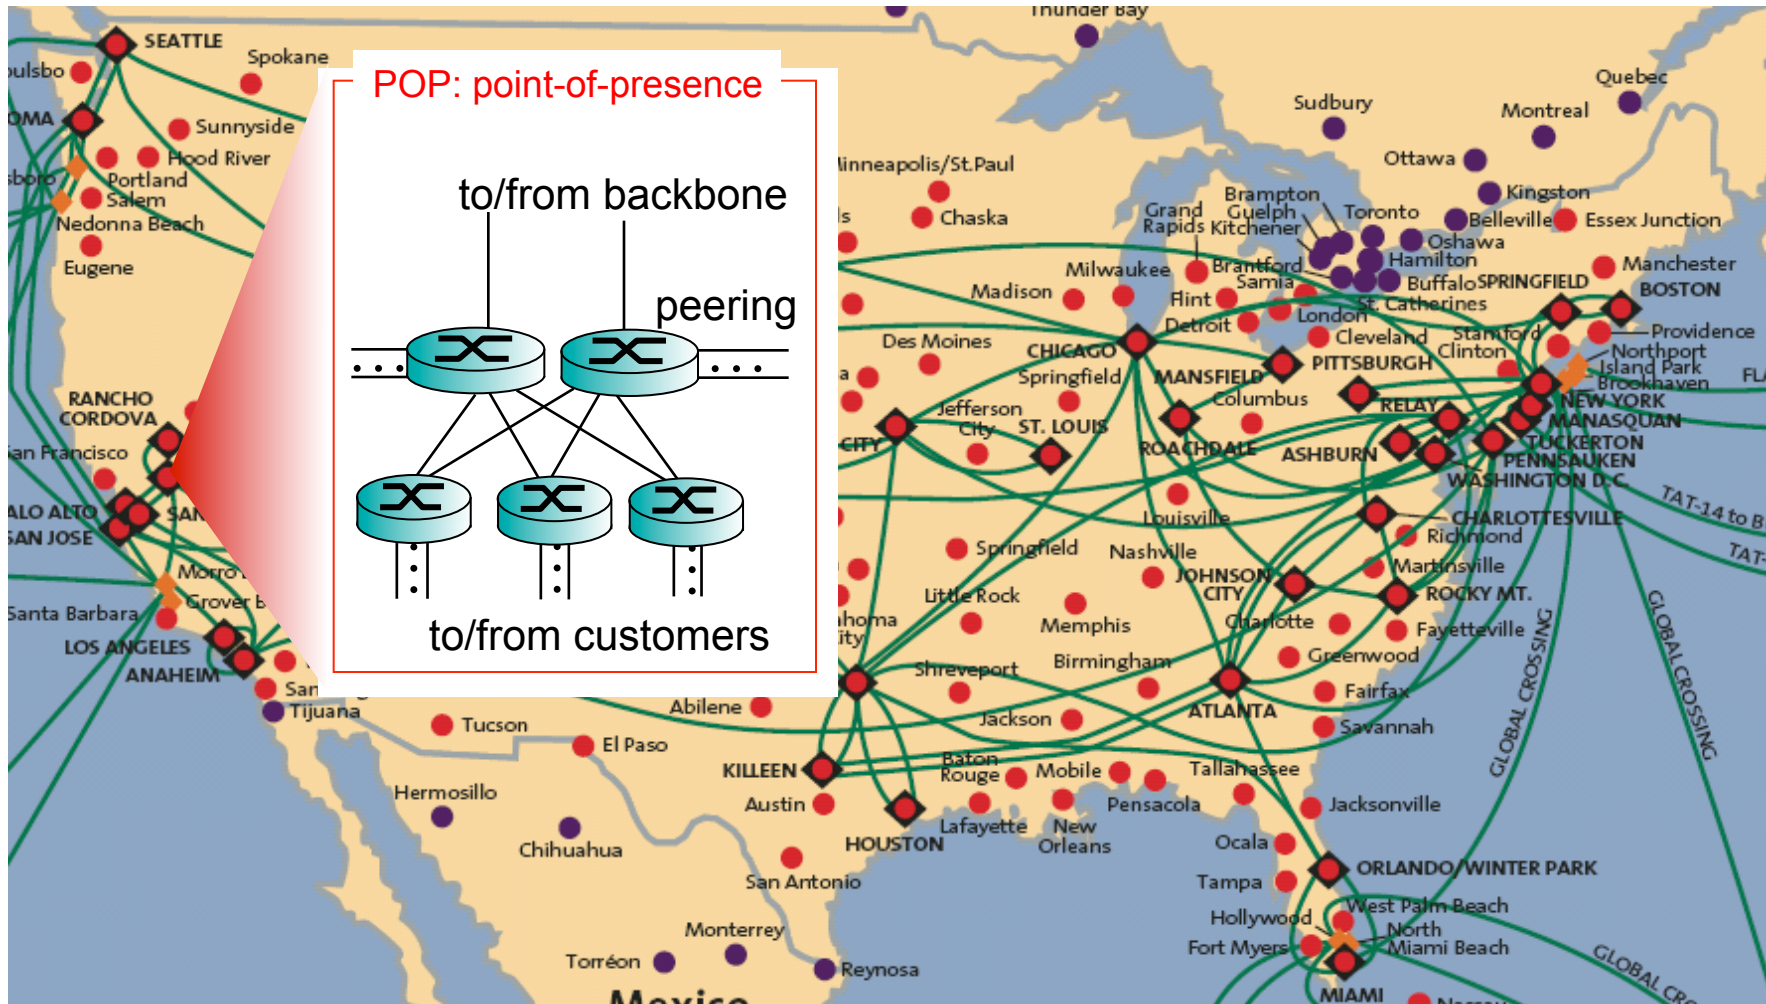 Thunder Bay
SEATTLE
Spokane
Quebec
POP: point-of-presence
Sudbury
Montreal
Sunnyside
Hood River
Portland
Salem
Nedonna Beach
Eugene
to/from backbone
peering
to/from customers
Ottawa
Kingston
Brampton
Guelph
Kitchener
Toronto
Belleville
Essex Junction
Grand
Rapids
Chaska
Oshawa
Hamilton
Milwaukee
Brantford
Sarnia
Buffalo
SPRINGFIELD
Manchester
BOSTON
Madison
Flint
St. Catherines
London
Detroit
Cleveland
Stamford
Providence
Des Moines
CHICAGO
Clinton
Northport
Island Park
Brookhaven
Springfield
MANSFIELD
PITTSBURGH
RANCHO
CORDOVA
Columbus
RELAY
NEW YORK
MANASQUAN
Jefferson
City
ST. LOUIS
CITY
ROACHDALE
ASHBURN
TUCKERTON
PENNSAUKEN
WASHINGTON D.C.
SAN JOSE
Louisville
CHARLOTTESVILLE
Richmond
TAT-14 to B
TAT-
Springfield
Nashville
Martinsville
JOHNSON
CITY
ROCKY MT.
Santa Barbara
Little Rock
Memphis
Charlotte
Fayetteville
LOS ANGELES
ANAHEIM
Greenwood
Shreveport
Birmingham
Fairfax
Tijuana
Tucson
Abilene
Jackson
ATLANTA
Savannah
GLOBAL CROSSING
GLOBAL CROSSING
El Paso
KILLEEN
Baton
Rouge
Mobile
Tallahassee
Hermosillo
Austin
Pensacola
Jacksonville
Chihuahua
HOUSTON
Lafayette
New
Orleans
Ocala
San Antonio
Tampa
ORLANDO/WINTER PARK
West Palm Beach
Hollywood
North
Miami Beach
Fort Myers
Monterrey
Torréon
Reynosa
GLOBAL CRO
Mexico
MIAMI